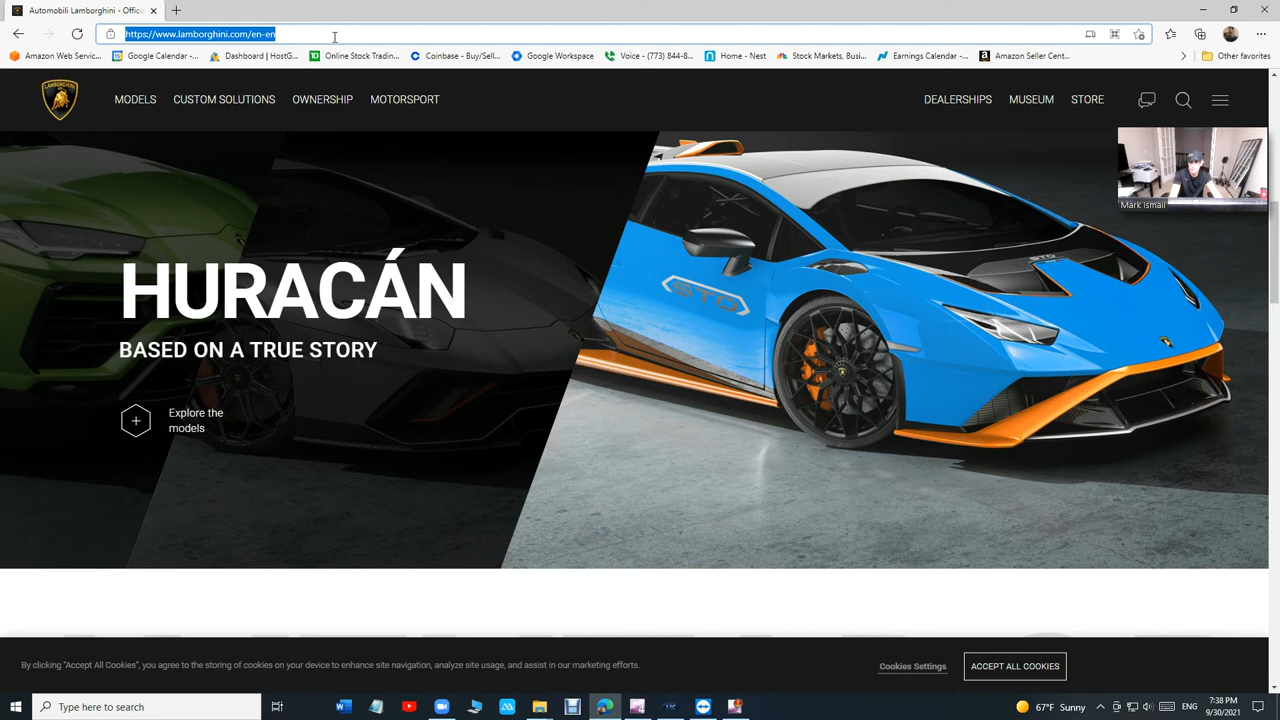 Automobili Lamborghini - Offici
https://www.lamborghini.com/en-en
Amazon Web Servic...
Google Calendar -...
Dashboard | HostG...
Online Stock Tradin...
Coinbase - Buy/Sell...
Google Workspace
Voice - (773) 844-8...
Home - Nest
Stock Markets, Busi...
Earnings Calendar -...
Amazon Seller Cent...
Other favorites
LAMBORGHINI
MODELS
CUSTOM SOLUTIONS
OWNERSHIP
MOTORSPORT
DEALERSHIPS
MUSEUM
STORE
Mark Ismail
STO
STO
HURACÁN
BASED ON A TRUE STORY
Explore the
models
By clicking "Accept All Cookies", you agree to the storing of cookies on your device to enhance site navigation, analyze site usage, and assist in our marketing efforts.
Cookies Settings
ACCEPT ALL COOKIES
Type here to search
67°F Sunny
ENG
7:38 PM
9/30/2021